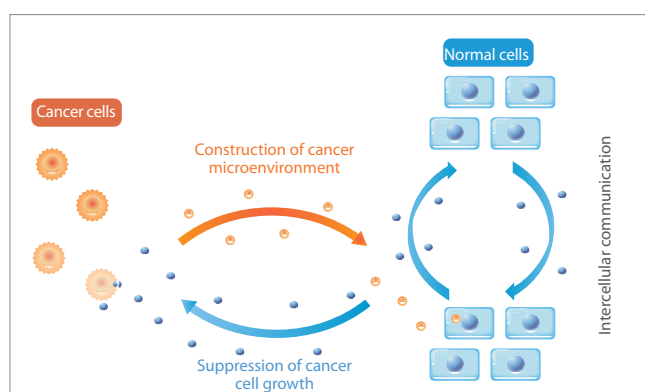 Normal cells
Cancer cells
Construction of cancer
microenvironment
Intercellular communication
Suppression of cancer
cell growth